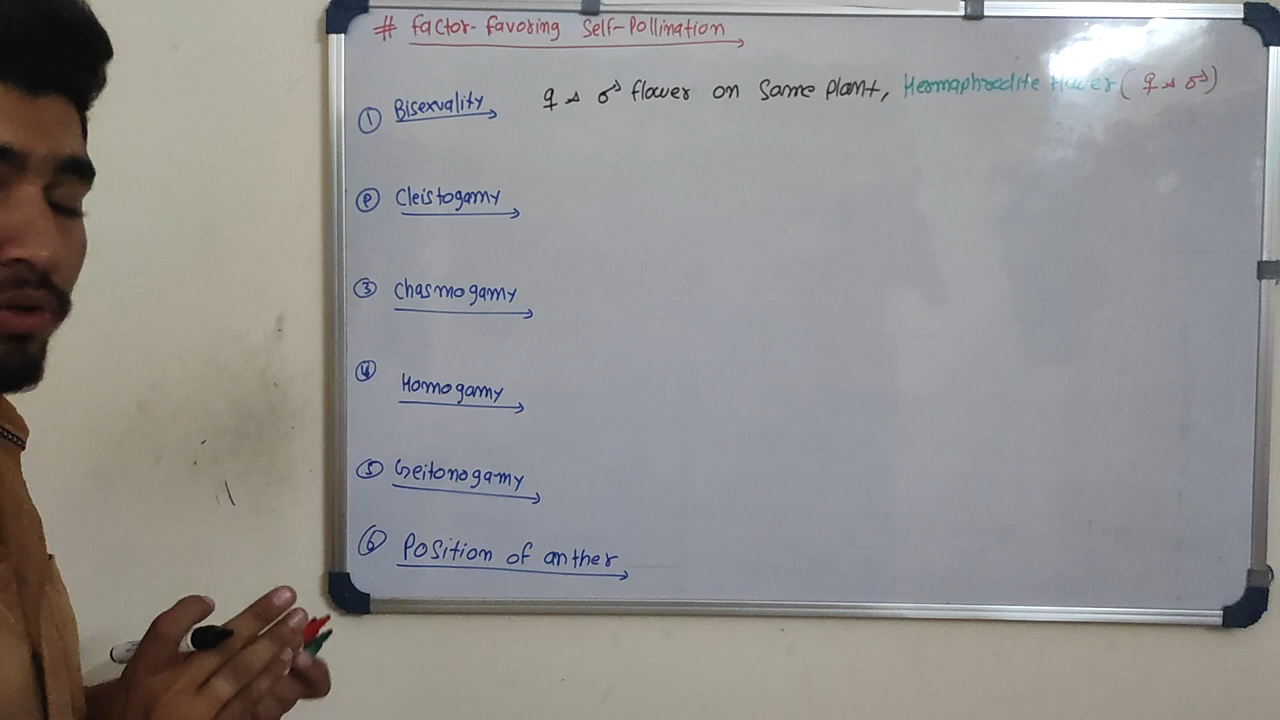 # factor-favoring Self-Pollination
① Bisexuality ♀ & ♂ flower on Same plant, Hermaphrodite flower (♀ & ♂)
② Cleistogamy
③ Chasmogamy
④ Homogamy
⑤ Geitonogamy
⑥ Position of anther